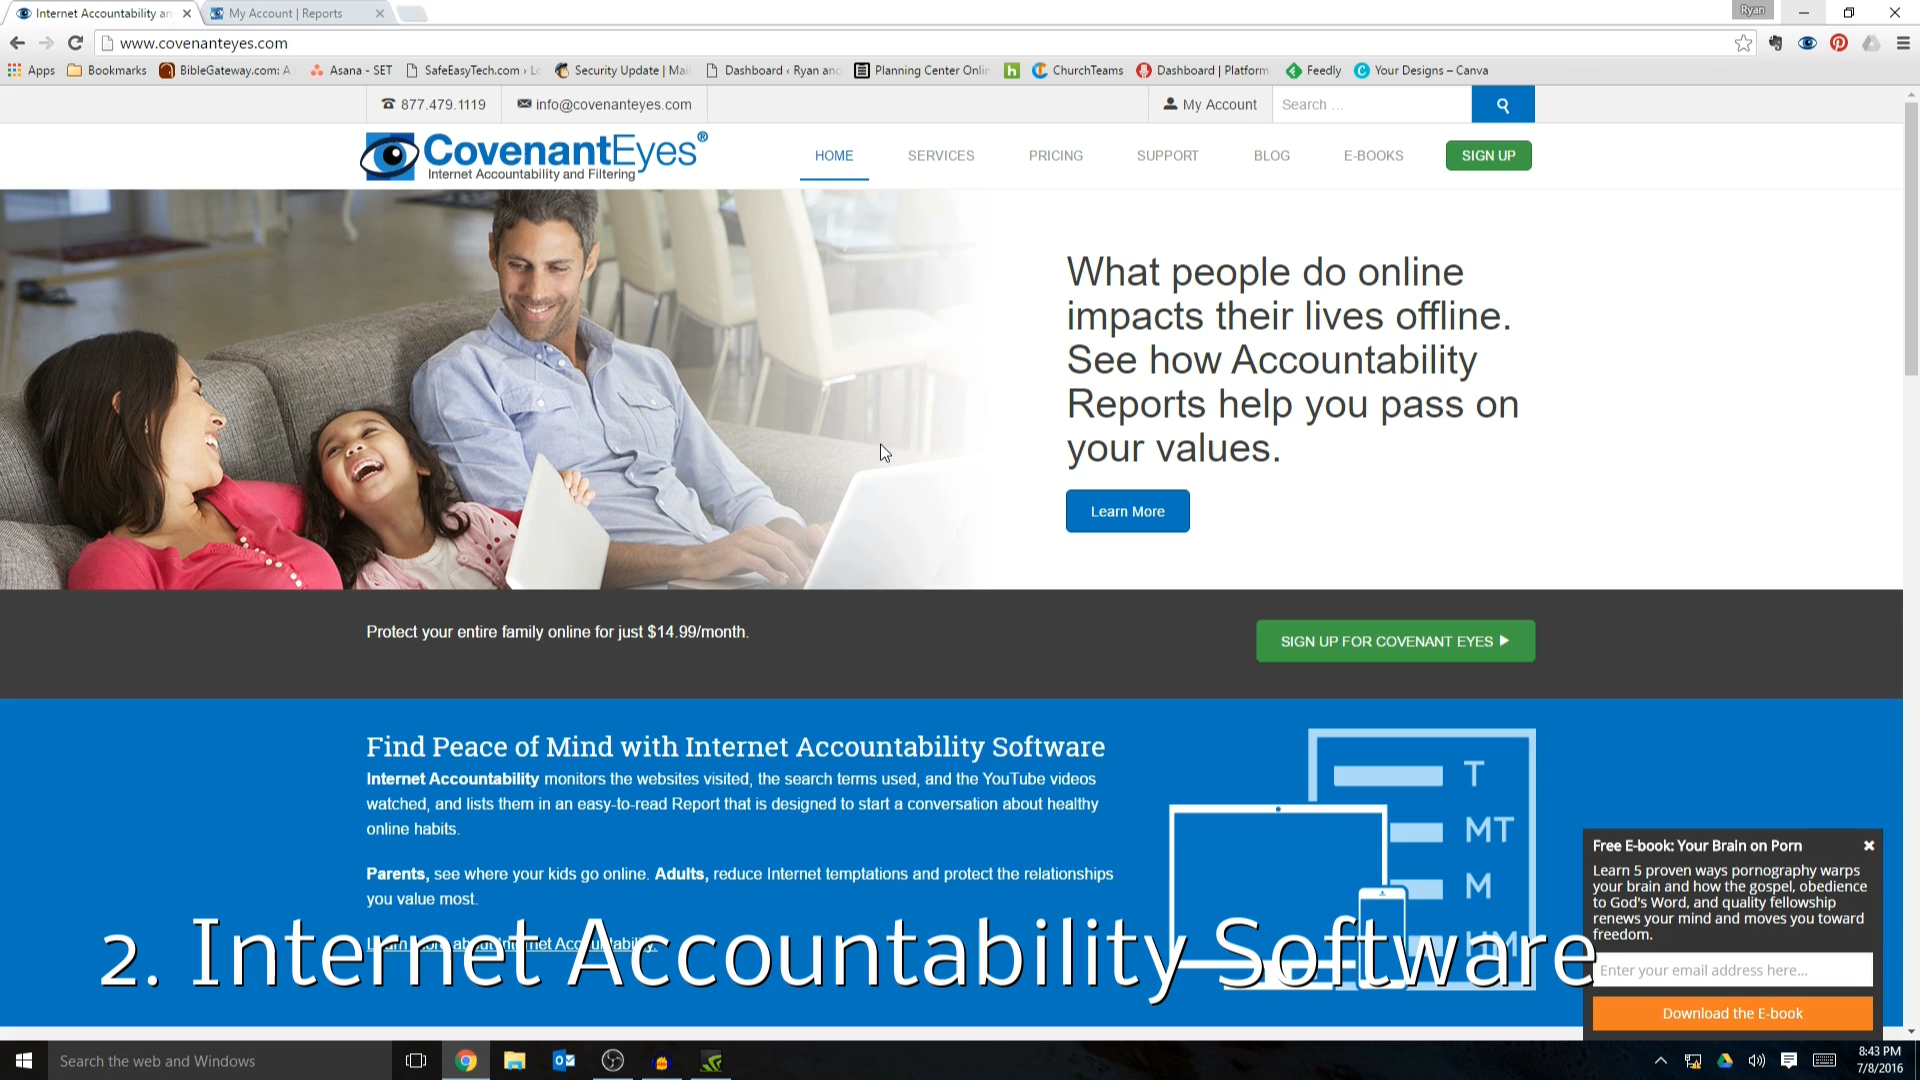 Internet Accountability an
My Account | Reports
Ryan
www.covenanteyes.com
Apps
Bookmarks
BibleGateway.com: A
Asana - SET
SafeEasyTech.com › Lo
Security Update | Mail
Dashboard ‹ Ryan and
Planning Center Onlin
h
ChurchTeams
Dashboard | Platform
Feedly
Your Designs – Canva
877.479.1119
info@covenanteyes.com
My Account
Search ...
CovenantEyes®
Internet Accountability and Filtering
HOME
SERVICES
PRICING
SUPPORT
BLOG
E-BOOKS
SIGN UP
What people do online
impacts their lives offline.
See how Accountability
Reports help you pass on
your values.
Learn More
Protect your entire family online for just $14.99/month.
SIGN UP FOR COVENANT EYES
Find Peace of Mind with Internet Accountability Software
Internet Accountability monitors the websites visited, the search terms used, and the YouTube videos
watched, and lists them in an easy-to-read Report that is designed to start a conversation about healthy
online habits.
Parents, see where your kids go online. Adults, reduce Internet temptations and protect the relationships
you value most.
Learn more about Internet Accountability.
T
MT
M
HM
2. Internet Accountability Software
Free E-book: Your Brain on Porn
Learn 5 proven ways pornography warps
your brain and how the gospel, obedience
to God's Word, and quality fellowship
renews your mind and moves you toward
freedom.
Enter your email address here...
Download the E-book
Search the web and Windows
8:43 PM
7/8/2016